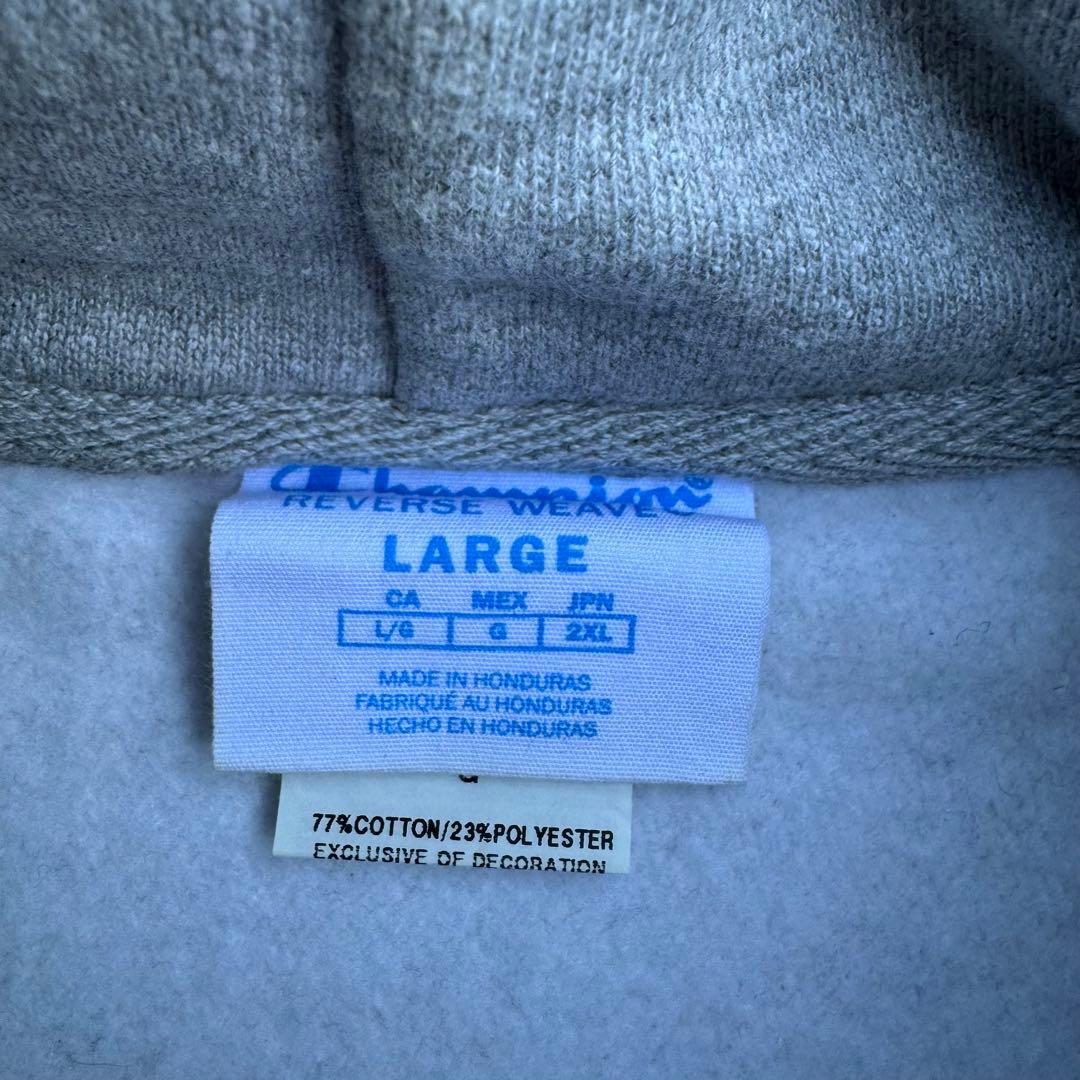 Champion®
REVERSE WEAVE
LARGE
CA MEX JPN
L/G G 2XL
MADE IN HONDURAS
FABRIQUÉ AU HONDURAS
HECHO EN HONDURAS
77%COTTON/23%POLYESTER
EXCLUSIVE OF DECORATION